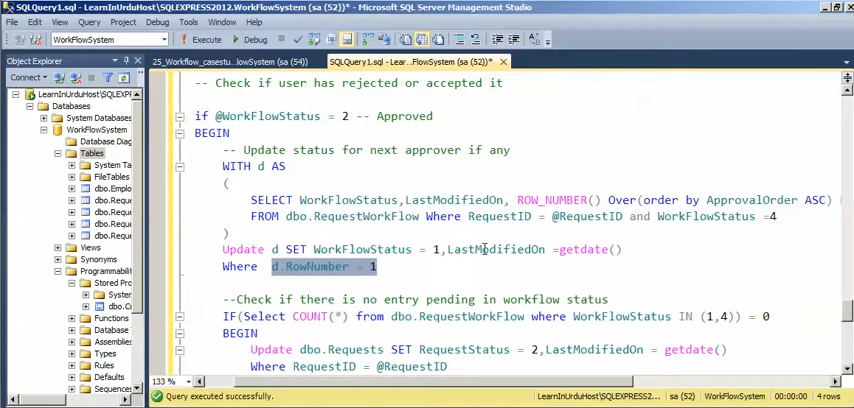 SQLQuery1.sql - LearnInUrduHost\SQLEXPRESS2012.WorkFlowSystem (sa (52))* - Microsoft SQL Server Management Studio
File Edit View Query Project Debug Tools Window Help
WorkFlowSystem Execute Debug
Object Explorer
25_Workflow_casestu...lowSystem (sa (54))
SQLQuery1.sql - Lear...FlowSystem (sa (52))*
Connect
LearnInUrduHost\SQLEXP
Databases
System Databases
WorkFlowSystem
Database Diag
Tables
System Ta
FileTables
dbo.Emplo
dbo.Reque
dbo.Reque
dbo.Reque
Views
Synonyms
Programmabil
Stored Pro
System
dbo.Cr
Functions
Database T
Assemblies
Types
Rules
Defaults
Sequences
-- Check if user has rejected or accepted it
if @WorkFlowStatus = 2 -- Approved
BEGIN
-- Update status for next approver if any
WITH d AS
(
SELECT WorkFlowStatus,LastModifiedOn, ROW_NUMBER() Over(order by ApprovalOrder ASC)
FROM dbo.RequestWorkFlow Where RequestID = @RequestID and WorkFlowStatus =4
)
Update d SET WorkFlowStatus = 1,LastModifiedOn =getdate()
Where d.RowNumber = 1
--Check if there is no entry pending in workflow status
IF(Select COUNT(*) from dbo.RequestWorkFlow where WorkFlowStatus IN (1,4)) = 0
BEGIN
Update dbo.Requests SET RequestStatus = 2,LastModifiedOn = getdate()
Where RequestID = @RequestID
133 %
Query executed successfully. LearnInUrduHost\SQLEXPRESS2... sa (52) WorkFlowSystem 00:00:00 4 rows